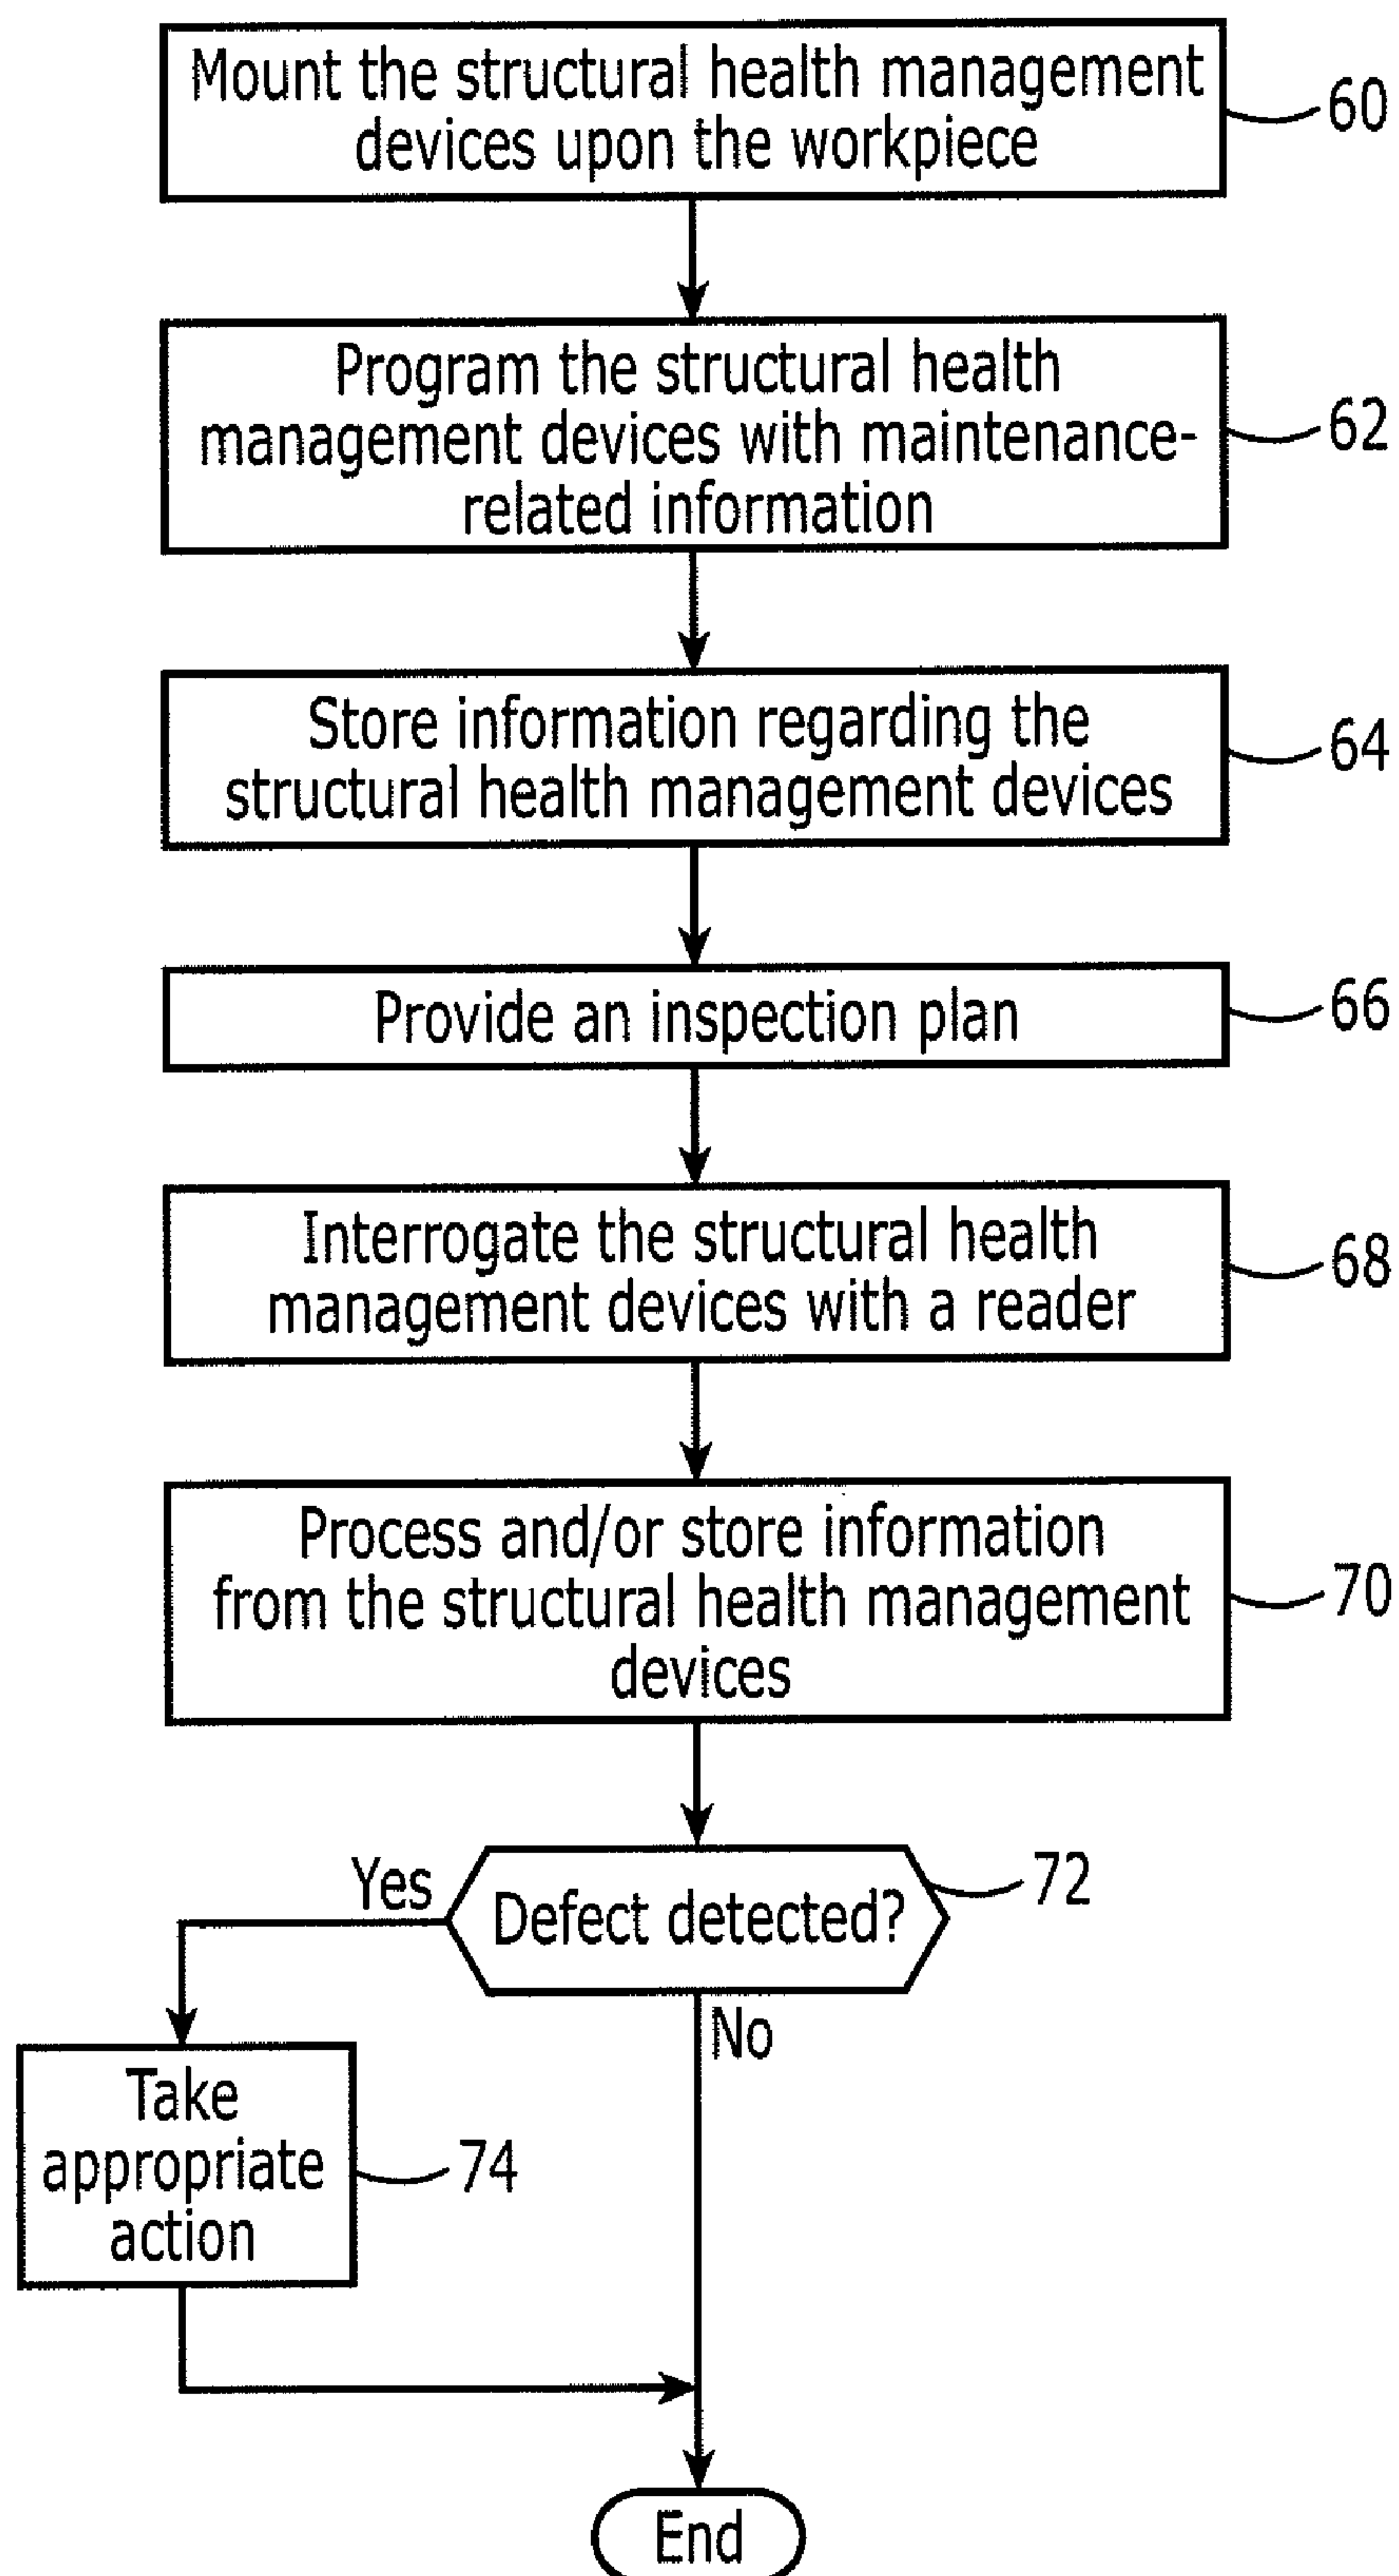 Mount the structural health management
devices upon the workpiece
60
Program the structural health
management devices with maintenance-
related information
62
Store information regarding the
structural health management devices
64
Provide an inspection plan
66
Interrogate the structural health
management devices with a reader
68
Process and/or store information
from the structural health management
devices
70
Yes
Defect detected?
72
No
Take
appropriate
action
74
End